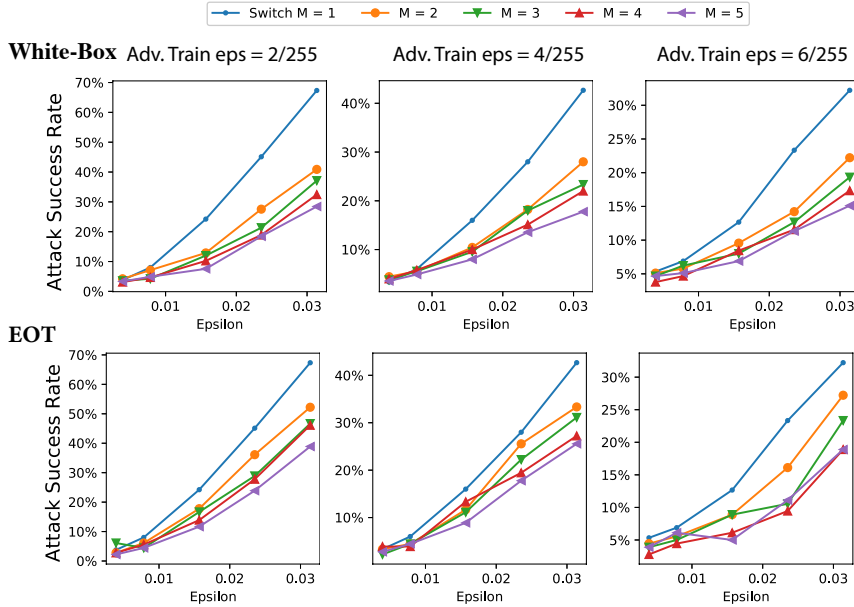 Switch M = 1 M = 2 M = 3 M = 4 M = 5
White-Box Adv. Train eps = 2/255 Adv. Train eps = 4/255 Adv. Train eps = 6/255
Attack Success Rate
70%
60%
50%
40%
30%
20%
10%
0%
0.01 0.02 0.03
Epsilon
40%
30%
20%
10%
0.01 0.02 0.03
Epsilon
30%
25%
20%
15%
10%
5%
0.01 0.02 0.03
Epsilon
EOT
Attack Success Rate
70%
60%
50%
40%
30%
20%
10%
0%
0.01 0.02 0.03
Epsilon
40%
30%
20%
10%
0.01 0.02 0.03
Epsilon
30%
25%
20%
15%
10%
5%
0.01 0.02 0.03
Epsilon